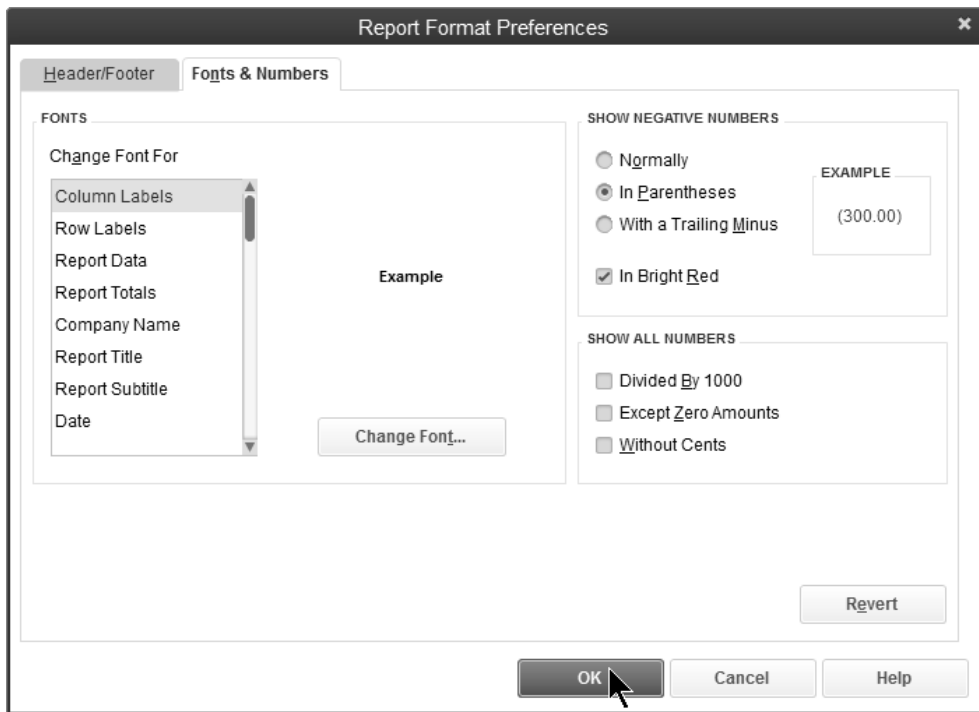 Report Format Preferences
Header/Footer
Fonts & Numbers
FONTS
Change Font For
Column Labels
Row Labels
Report Data
Report Totals
Company Name
Report Title
Report Subtitle
Date
Example
Change Font...
SHOW NEGATIVE NUMBERS
Normally
In Parentheses
With a Trailing Minus
In Bright Red
EXAMPLE
(300.00)
SHOW ALL NUMBERS
Divided By 1000
Except Zero Amounts
Without Cents
Revert
OK
Cancel
Help